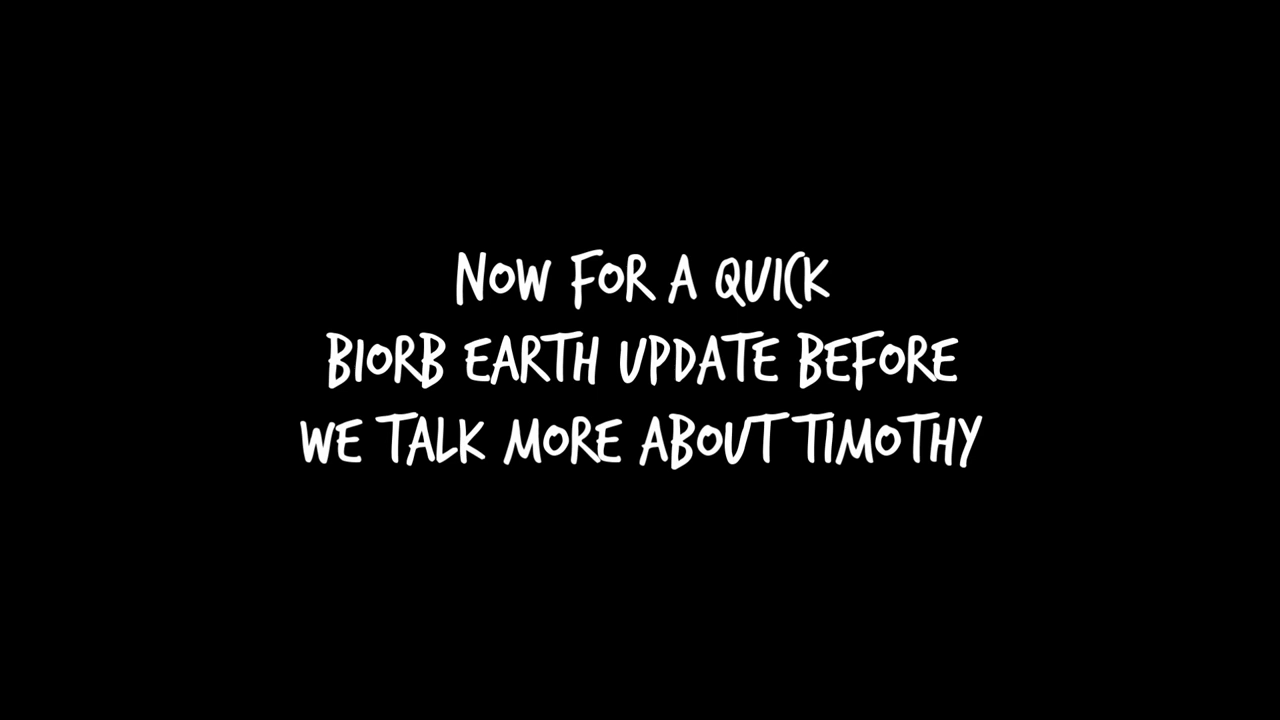 NOW FOR A QUICK
BIORB EARTH UPDATE BEFORE
WE TALK MORE ABOUT TIMOTHY